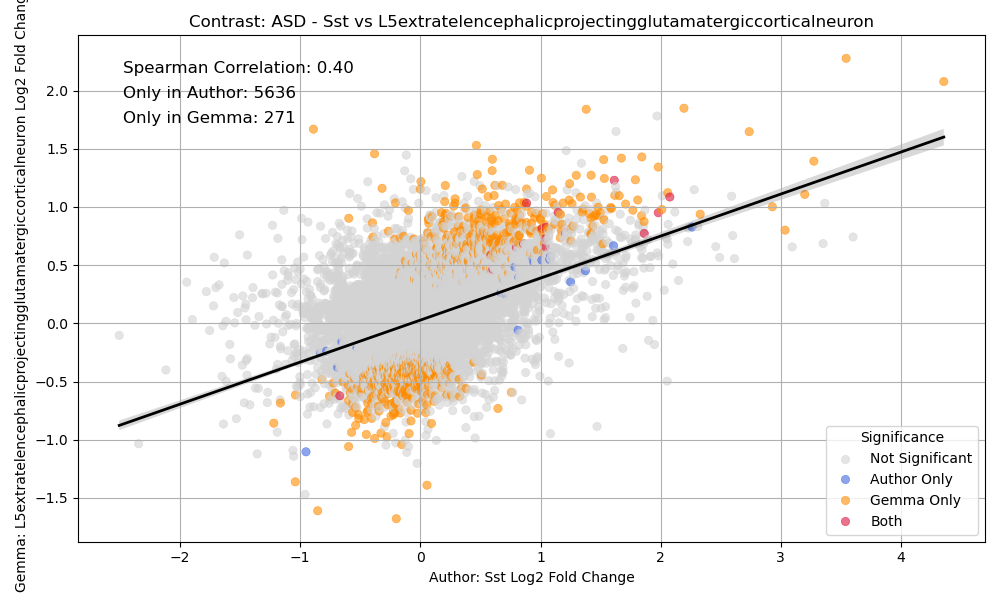 Contrast: ASD - Sst vs L5extratelencephalicprojectingglutamatergiccorticalneuron
Spearman Correlation: 0.40
Only in Author: 5636
Only in Gemma: 271
Gemma: L5extratelencephalicprojectingglutamatergiccorticalneuron Log2 Fold Chang
2.0
1.5
1.0
0.5
0.0
−0.5
−1.0
−1.5
Significance
Not Significant
Author Only
Gemma Only
Both
−2
−1
0
1
2
3
4
Author: Sst Log2 Fold Change